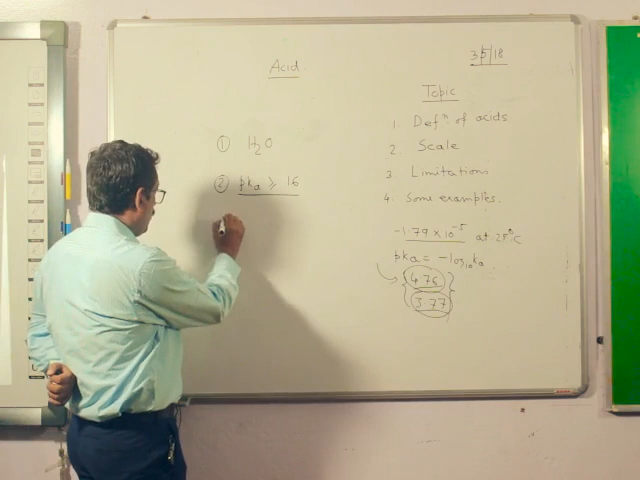 Acid
3/5/18
① H₂O
② pKa ⩾ 16
Topic
1. Defⁿ. of acids
2. Scale
3. Limitations
4. Some examples.
-1.79 × 10⁻⁵ at 25°C
pKa = -log₁₀ Ka
4.76
3.77